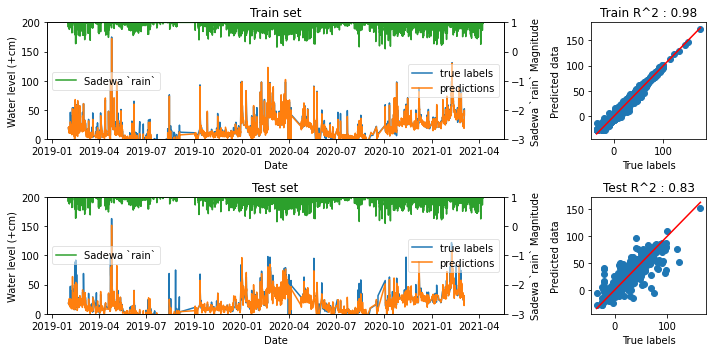 Train set
Train R^2 : 0.98
Water level (+cm)
200
150
100
50
0
Sadewa `rain`
true labels
predictions
1
0
−1
−2
−3
Sadewa `rain` Magnitude
2019-01 2019-04 2019-07 2019-10 2020-01 2020-04 2020-07 2020-10 2021-01 2021-04
Date
Predicted data
150
100
50
0
0 100
True labels
Test set
Test R^2 : 0.83
Water level (+cm)
200
150
100
50
0
Sadewa `rain`
true labels
predictions
1
0
−1
−2
−3
Sadewa `rain` Magnitude
2019-01 2019-04 2019-07 2019-10 2020-01 2020-04 2020-07 2020-10 2021-01 2021-04
Date
Predicted data
150
100
50
0
0 100
True labels